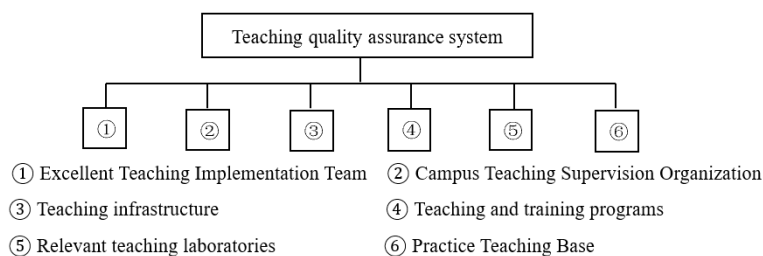 Teaching quality assurance system
① ② ③ ④ ⑤ ⑥
① Excellent Teaching Implementation Team ② Campus Teaching Supervision Organization
③ Teaching infrastructure ④ Teaching and training programs
⑤ Relevant teaching laboratories ⑥ Practice Teaching Base